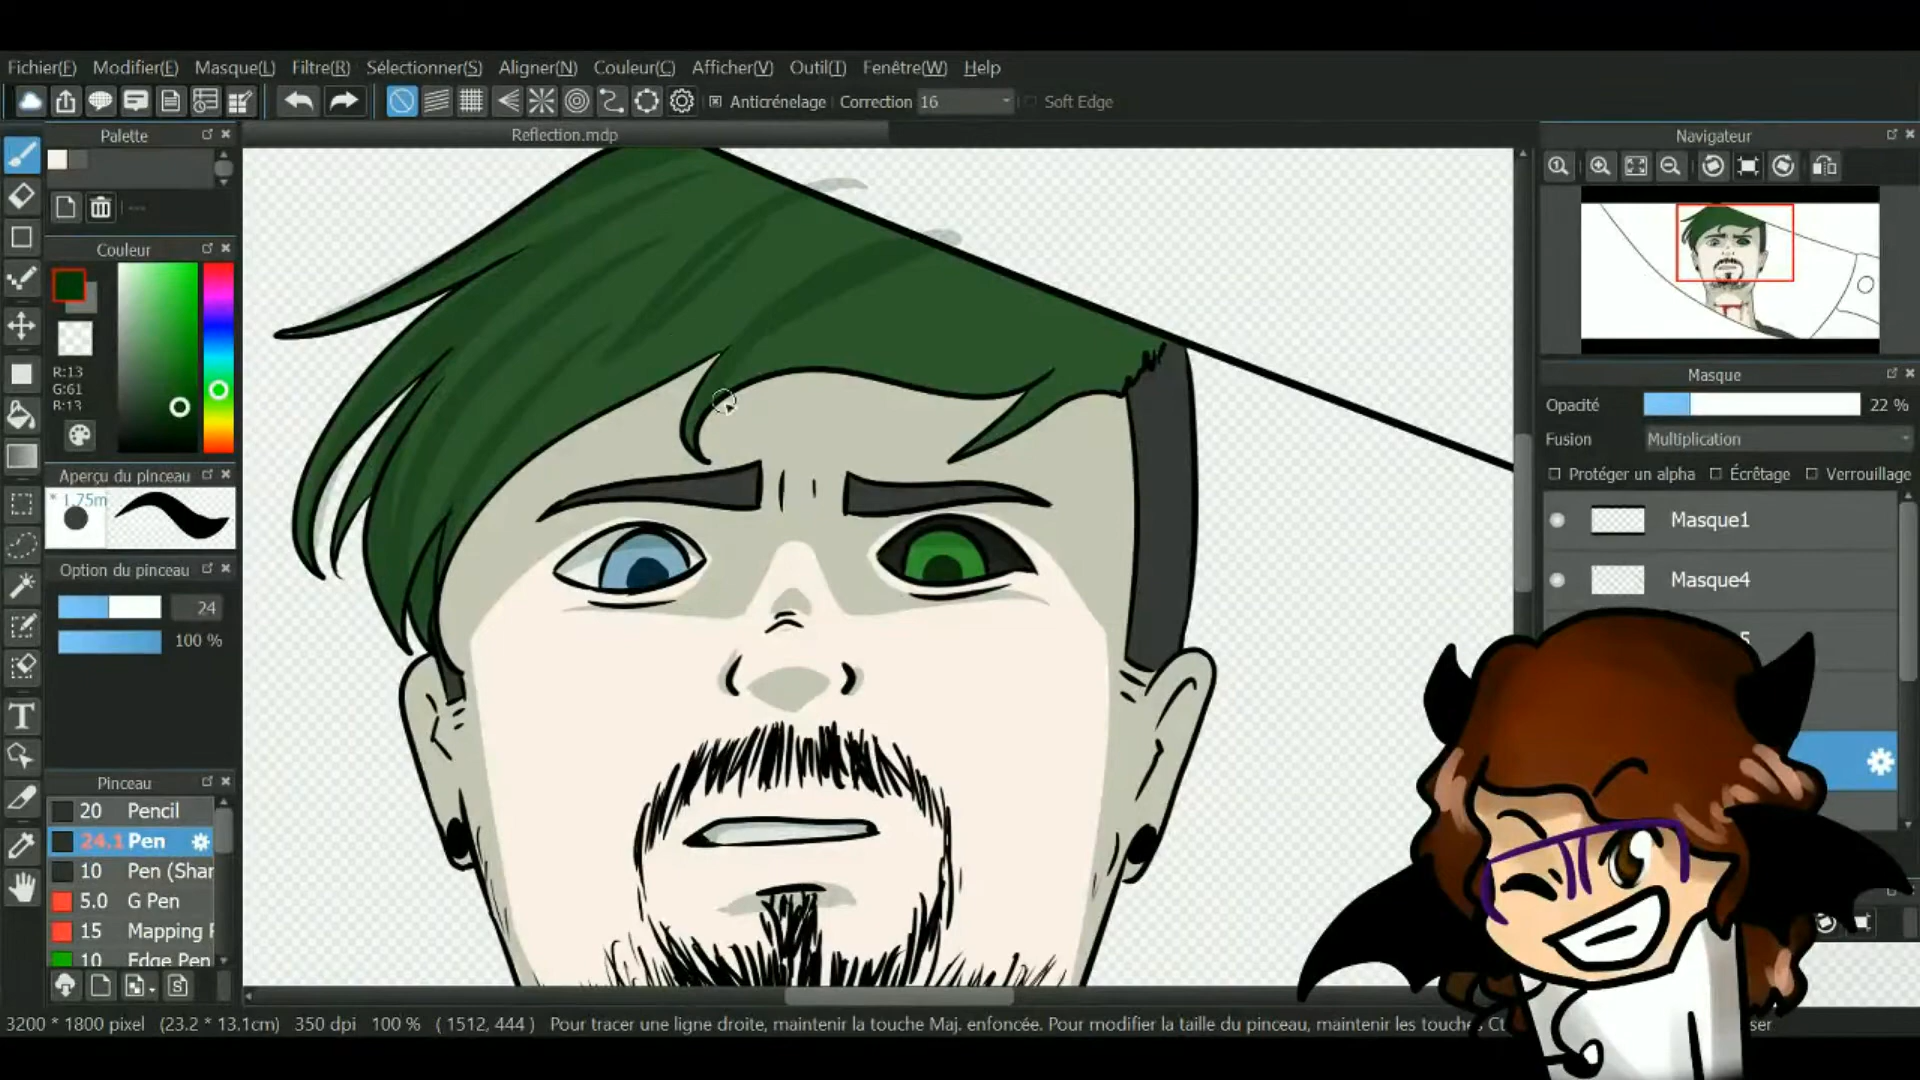 Fichier(F) Modifier(E) Masque(L) Filtre(R) Sélectionner(S) Aligner(N) Couleur(C) Afficher(V) Outil(T) Fenêtre(W) Help
Anticrénelage Correction 16 Soft Edge
Palette
Reflection.mdp
Navigateur
---
Couleur
R:13
G:61
B:13
Masque
Opacité 22 %
Fusion Multiplication
Protéger un alpha Écrêtage Verrouillage
Aperçu du pinceau
* 1.75m
Masque1
Option du pinceau
Masque4
24
5
100 %
T
Pinceau
20 Pencil
24.1 Pen
10 Pen (Shar
5.0 G Pen
15 Mapping
10 Edge Pen
S
3200 * 1800 pixel (23.2 * 13.1cm) 350 dpi 100 % ( 1512, 444 ) Pour tracer une ligne droite, maintenir la touche Maj. enfoncée. Pour modifier la taille du pinceau, maintenir les touches Ct ser